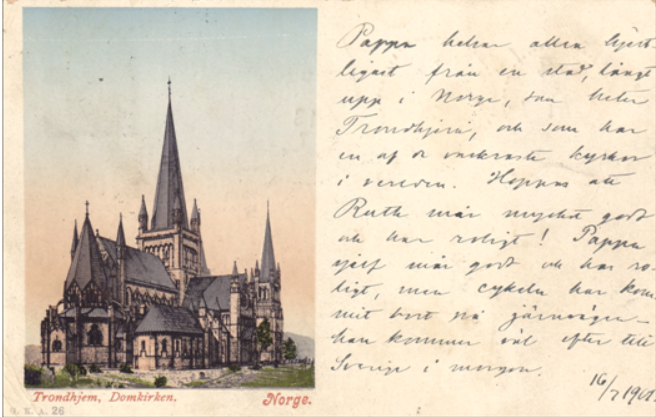 Pappa helsar allra hjert-
ligast från en stad, långt
upp i Norge, som heter
Trondhjem, och som har
en af de vackraste kyrkor
i verlden. Hoppas att
Ruth mår mycket godt
och har roligt! Pappa
sjelf mår godt och har ro-
ligt, men cykeln har kom-
mit bort på järnvägen
han kommer väl efter till
Sverige i morgon.
16/7 1901.
Trondhjem, Domkirken.
Norge.
26